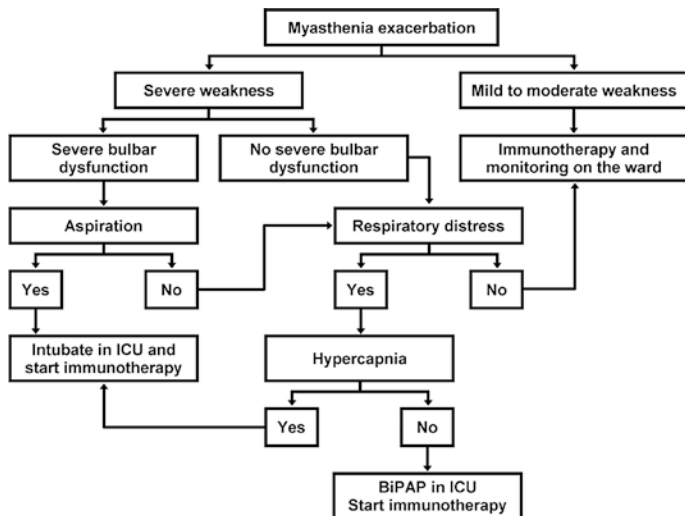 Myasthenia exacerbation
Severe weakness
Mild to moderate weakness
Severe bulbar
dysfunction
No severe bulbar
dysfunction
Immunotherapy and
monitoring on the ward
Aspiration
Respiratory distress
Yes
No
Yes
No
Intubate in ICU and
start immunotherapy
Hypercapnia
Yes
No
BiPAP in ICU
Start immunotherapy